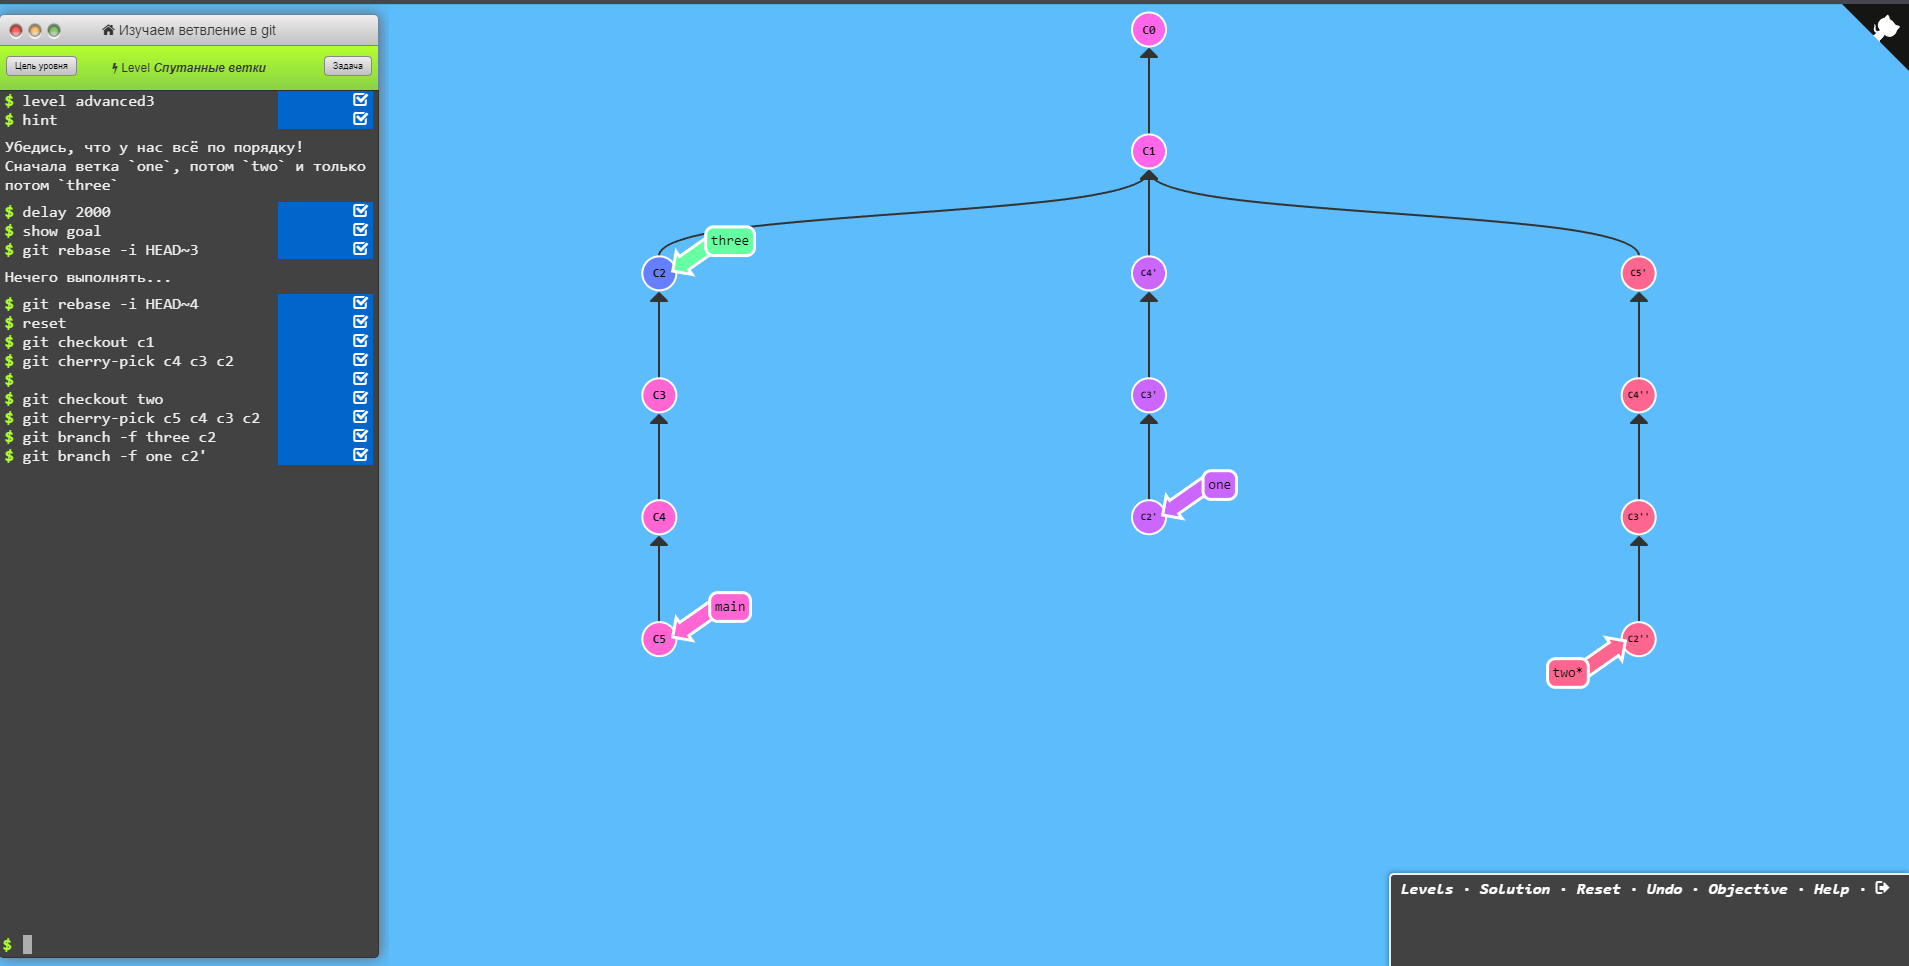 Изучаем ветвление в git
Цель уровня
Level Спутанные ветки
Задача
$ level advanced3
$ hint
Убедись, что у нас всё по порядку!
Сначала ветка `one`, потом `two` и только
потом `three`
$ delay 2000
$ show goal
$ git rebase -i HEAD~3
Нечего выполнять...
$ git rebase -i HEAD~4
$ reset
$ git checkout c1
$ git cherry-pick c4 c3 c2
$
$ git checkout two
$ git cherry-pick c5 c4 c3 c2
$ git branch -f three c2
$ git branch -f one c2'
$
C0
C1
three
C2
C4'
C5'
C3
C3'
C4''
one
C4
C2'
C3''
main
C5
C2''
two*
Levels · Solution · Reset · Undo · Objective · Help ·